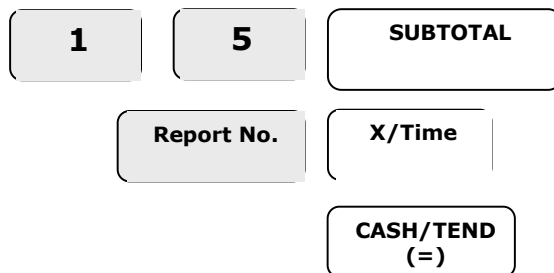 1 5 SUBTOTAL
Report No. X/Time
CASH/TEND
(=)